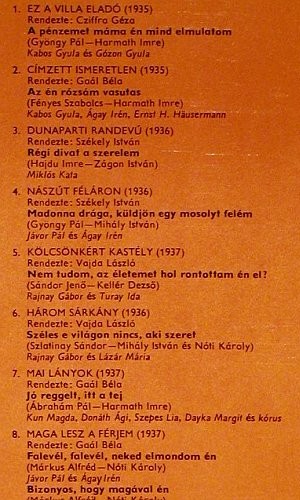 1. EZ A VILLA ELADÓ (1935)
Rendezte: Cziffra Géza
A pénzemet máma én mind elmulatom
(Gyöngy Pál—Harmath Imre)
Kabos Gyula és Gózon Gyula
2. CÍMZETT ISMERETLEN (1935)
Rendezte: Gaál Béla
Az én rózsám vasutas
(Fényes Szabolcs—Harmath Imre)
Kabos Gyula, Ágay Irén, Ernst H. Häusermann
3. DUNAPARTI RANDEVÚ (1936)
Rendezte: Székely István
Régi divat a szerelem
(Hajdu Imre—Zágon István)
Miklós Kata
4. NÁSZÚT FÉLÁRON (1936)
Rendezte: Székely István
Madonna drága, küldjön egy mosolyt felém
(Gyöngy Pál—Mihály István)
Jávor Pál és Ágay Irén
5. KÖLCSÖNKÉRT KASTÉLY (1937)
Rendezte: Vajda László
Nem tudom, az életemet hol rontottam én el?
(Sándor Jenő—Kellér Dezső)
Rajnay Gábor és Turay Ida
6. HÁROM SÁRKÁNY (1936)
Rendezte: Vajda László
Széles e világon nincs, aki szeret
(Szlatinay Sándor—Mihály István és Nóti Károly)
Rajnay Gábor és Lázár Mária
7. MAI LÁNYOK (1937)
Rendezte: Gaál Béla
Jó reggelt, itt a tej
(Ábrahám Pál—Harmath Imre)
Kun Magda, Donáth Ági, Szepes Lia, Dayka Margit és kórus
8. MAGA LESZ A FÉRJEM (1937)
Rendezte: Gaál Béla
Falevél, falevél, neked elmondom én
(Márkus Alfréd—Nóti Károly)
Jávor Pál és Ágay Irén
Bizonyos, hogy magával én
(Márkus Alfréd—Nóti Károly)